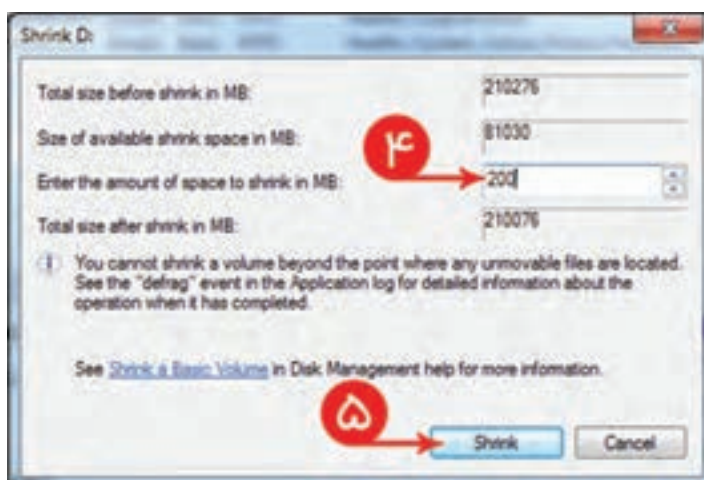 Shrink D:
Total size before shrink in MB: 210276
Size of available shrink space in MB: 81030
۴
Enter the amount of space to shrink in MB: 200
Total size after shrink in MB: 210076
You cannot shrink a volume beyond the point where any unmovable files are located.
See the "defrag" event in the Application log for detailed information about the
operation when it has completed.
See Shrink a Basic Volume in Disk Management help for more information.
۵
Shrink Cancel